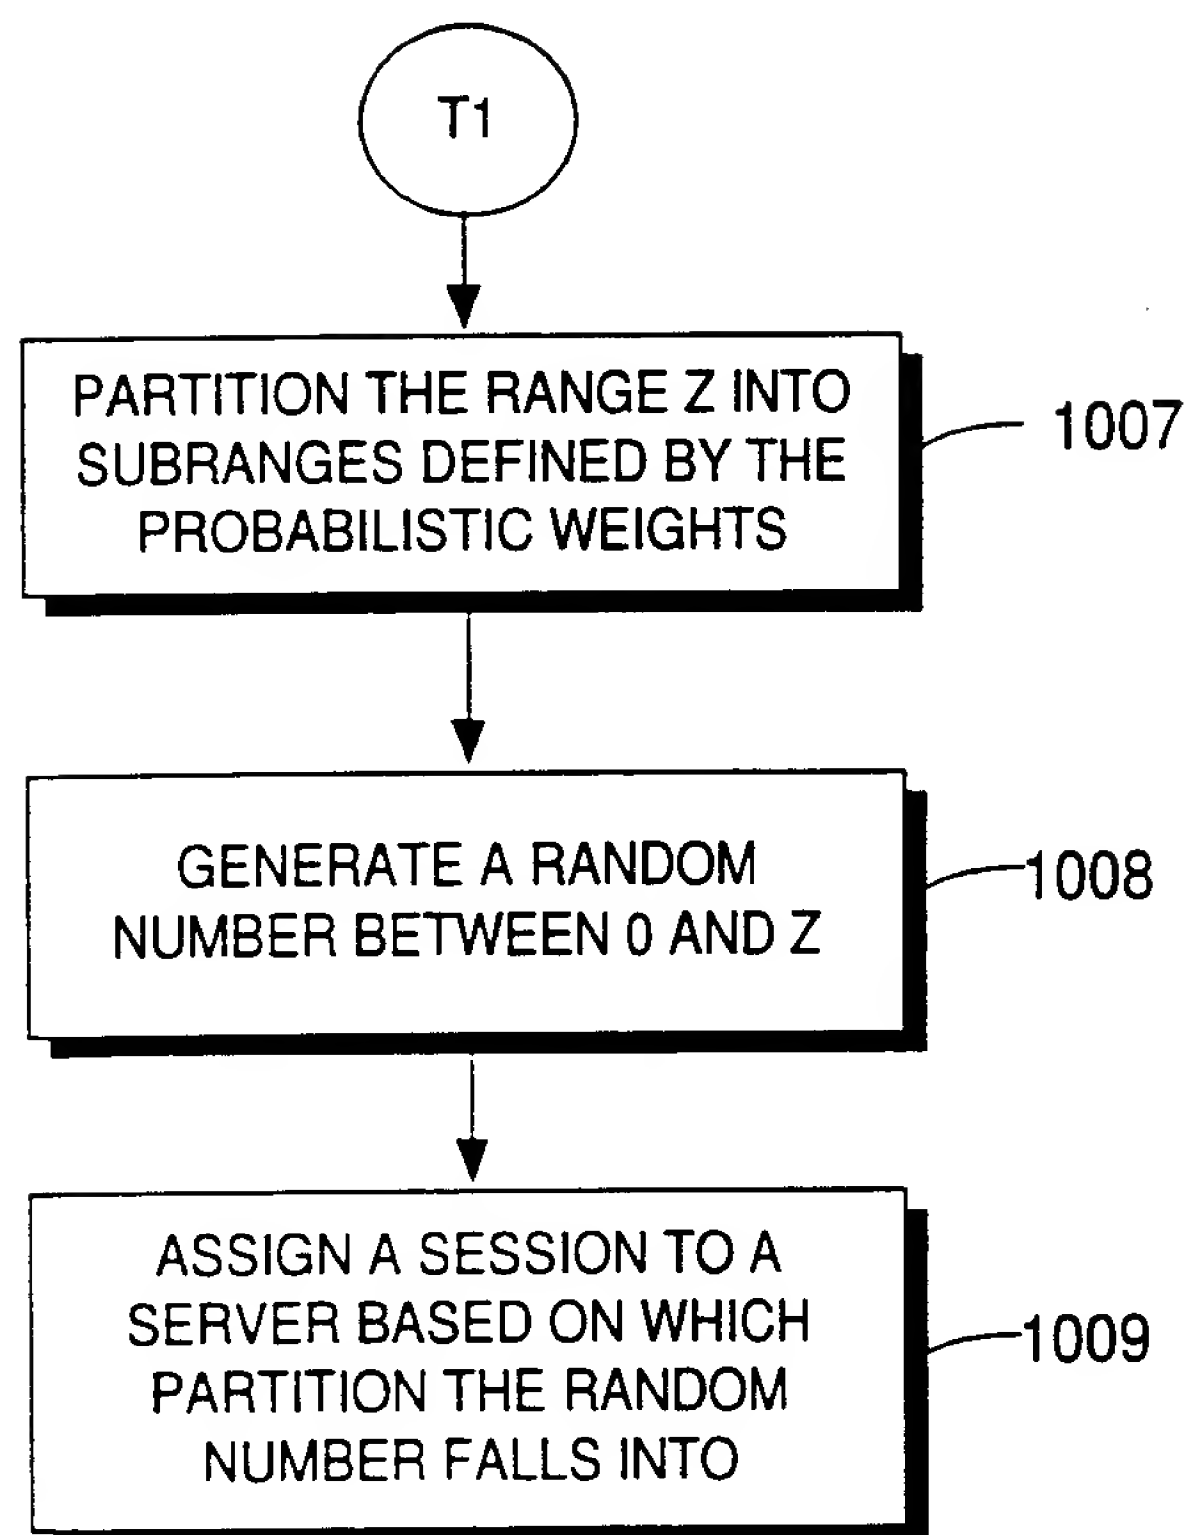 T1
PARTITION THE RANGE Z INTO
SUBRANGES DEFINED BY THE
PROBABILISTIC WEIGHTS
1007
GENERATE A RANDOM
NUMBER BETWEEN 0 AND Z
1008
ASSIGN A SESSION TO A
SERVER BASED ON WHICH
PARTITION THE RANDOM
NUMBER FALLS INTO
1009